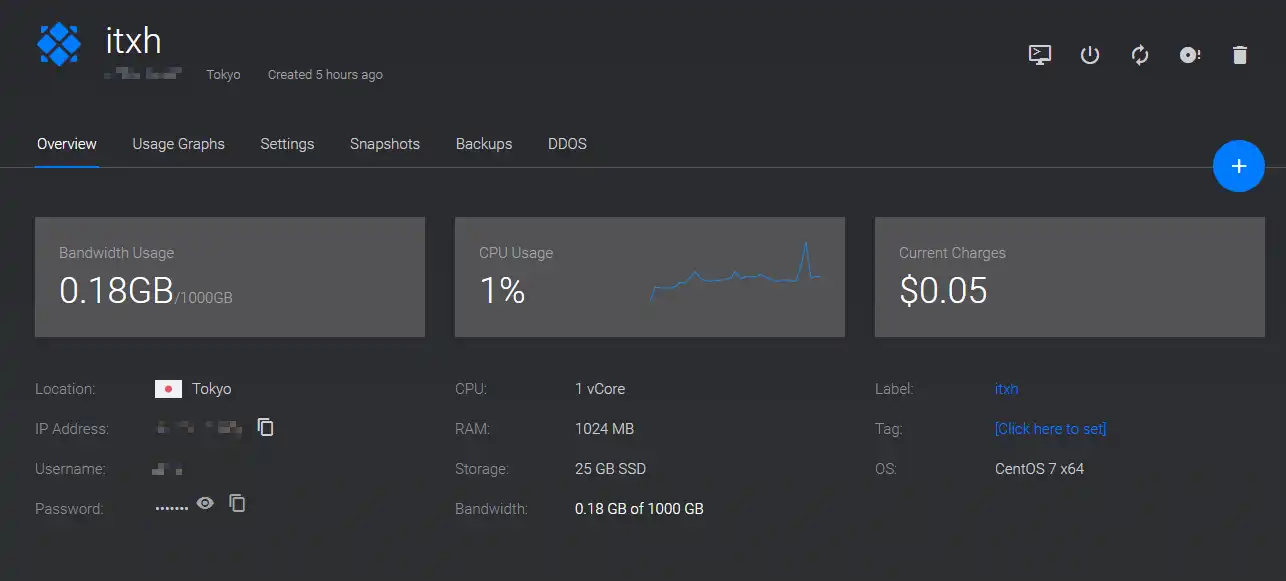 itxh
Tokyo Created 5 hours ago
Overview Usage Graphs Settings Snapshots Backups DDOS
+
Bandwidth Usage
0.18GB/1000GB
CPU Usage
1%
Current Charges
$0.05
Location: Tokyo
IP Address:
Username:
Password: •••••••
CPU: 1 vCore
RAM: 1024 MB
Storage: 25 GB SSD
Bandwidth: 0.18 GB of 1000 GB
Label: itxh
Tag: [Click here to set]
OS: CentOS 7 x64